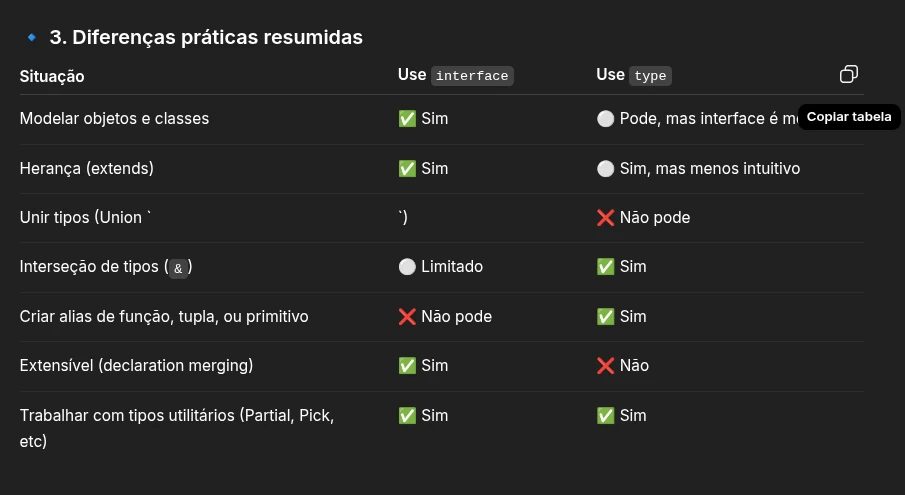 3. Diferenças práticas resumidas
Situação Use interface Use type
Modelar objetos e classes ✅ Sim ⚪ Pode, mas interface é
Copiar tabela
Herança (extends) ✅ Sim ⚪ Sim, mas menos intuitivo
Unir tipos (Union ` `) ❌ Não pode
Interseção de tipos (&) ⚪ Limitado ✅ Sim
Criar alias de função, tupla, ou primitivo ❌ Não pode ✅ Sim
Extensível (declaration merging) ✅ Sim ❌ Não
Trabalhar com tipos utilitários (Partial, Pick, ✅ Sim ✅ Sim
etc)